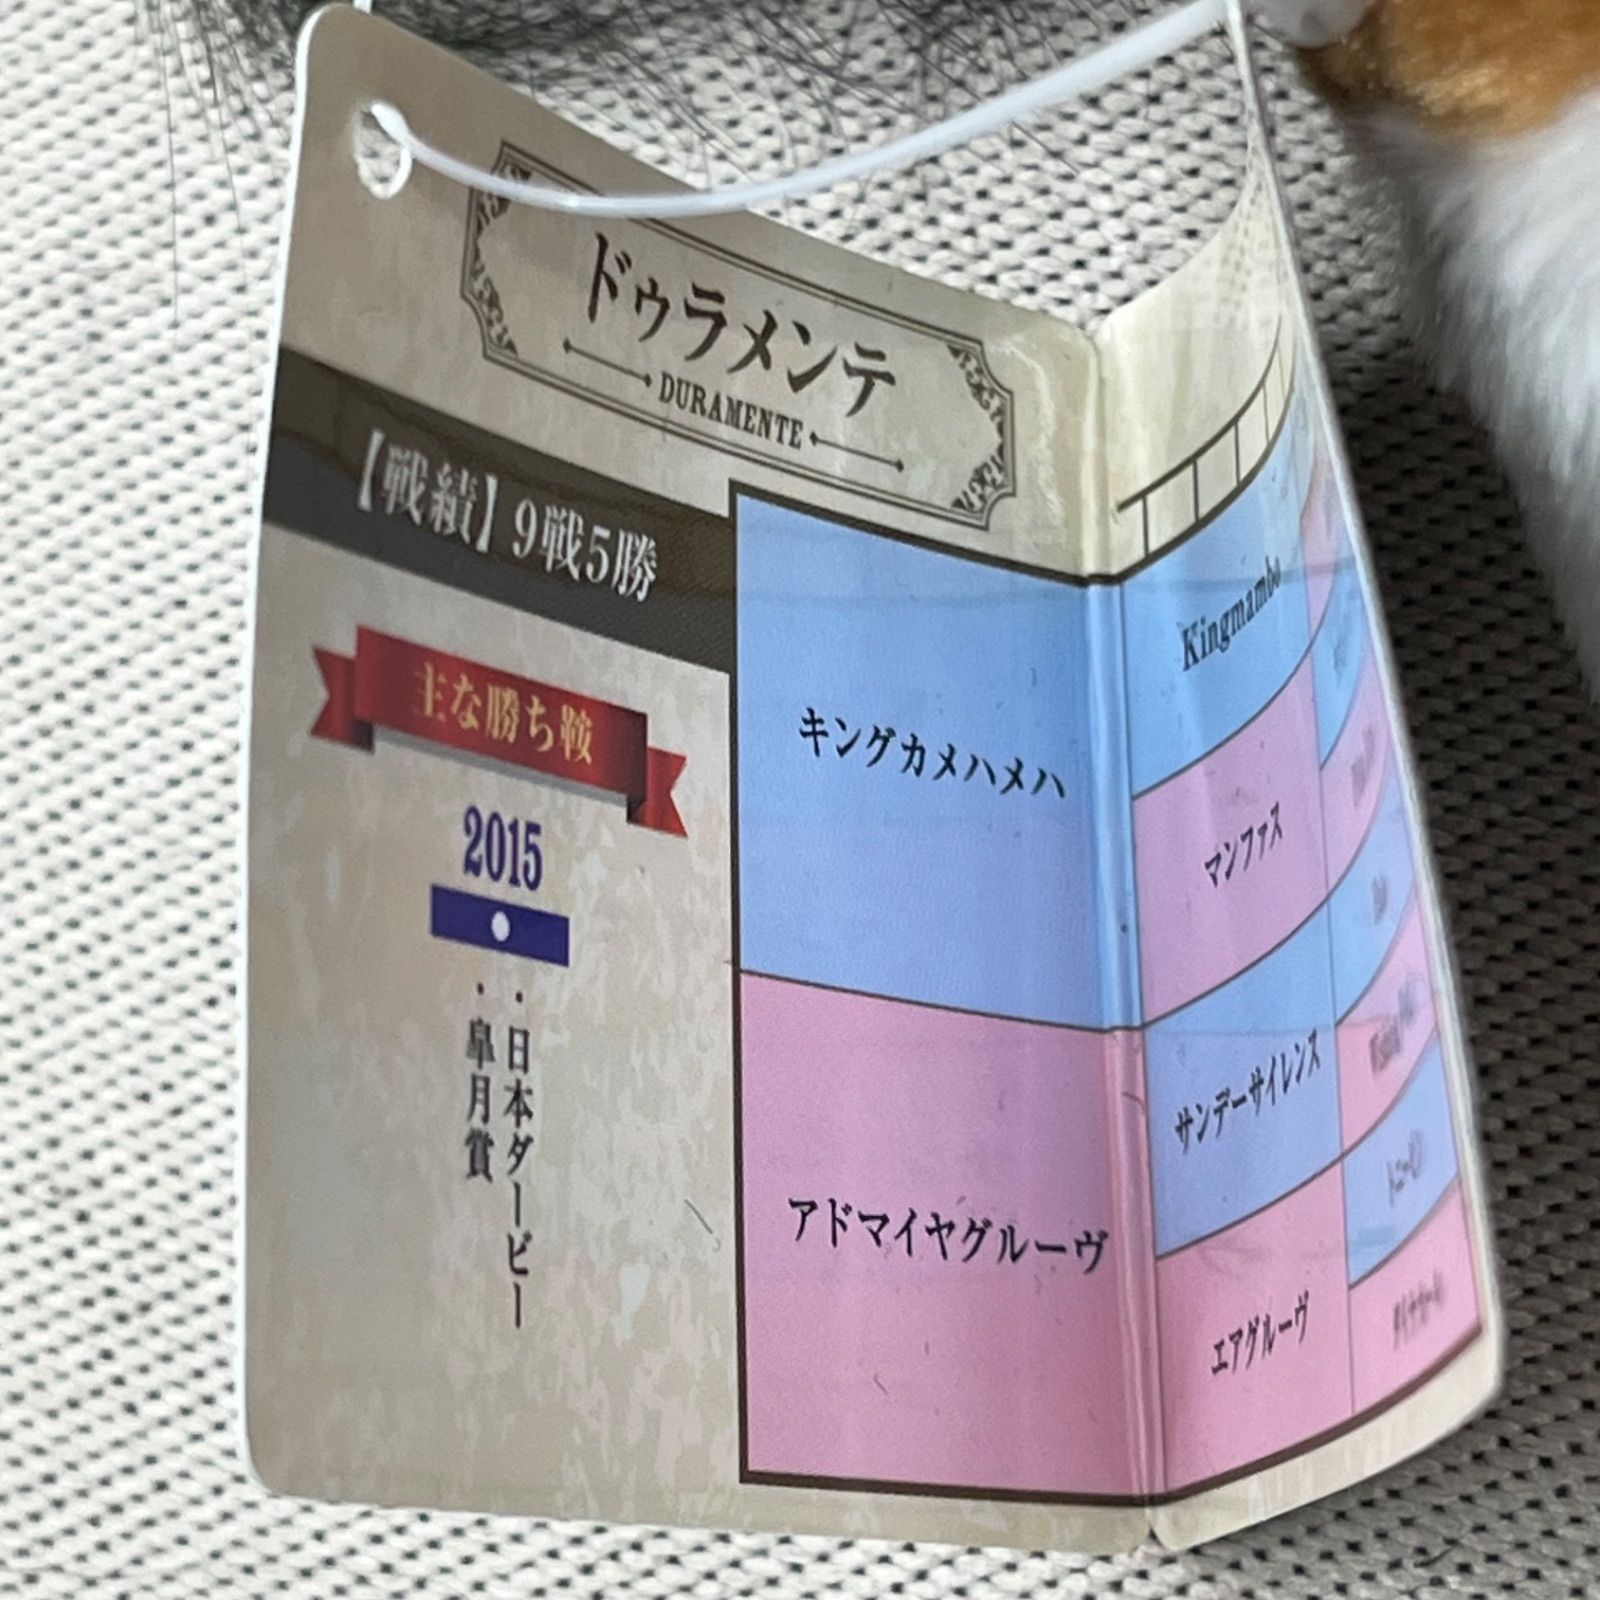 ドゥラメンテ
DURAMENTE
【戦績】9戦5勝
主な勝ち鞍
2015
・日本ダービー
・皐月賞
キングカメハメハ
アドマイヤグルーヴ
Kingmambo
マンファス
サンデーサイレンス
エアグルーヴ